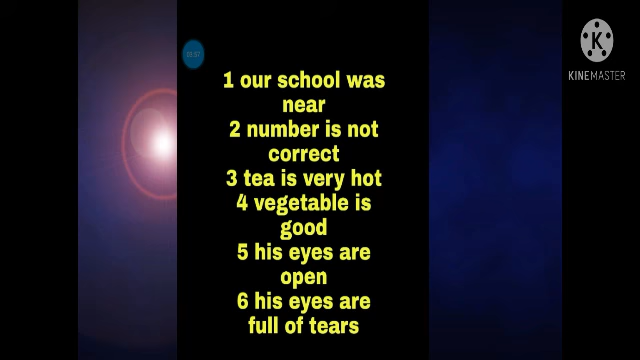 1 our school was
near
2 number is not
correct
3 tea is very hot
4 vegetable is
good
5 his eyes are
open
6 his eyes are
full of tears
K
KINEMASTER